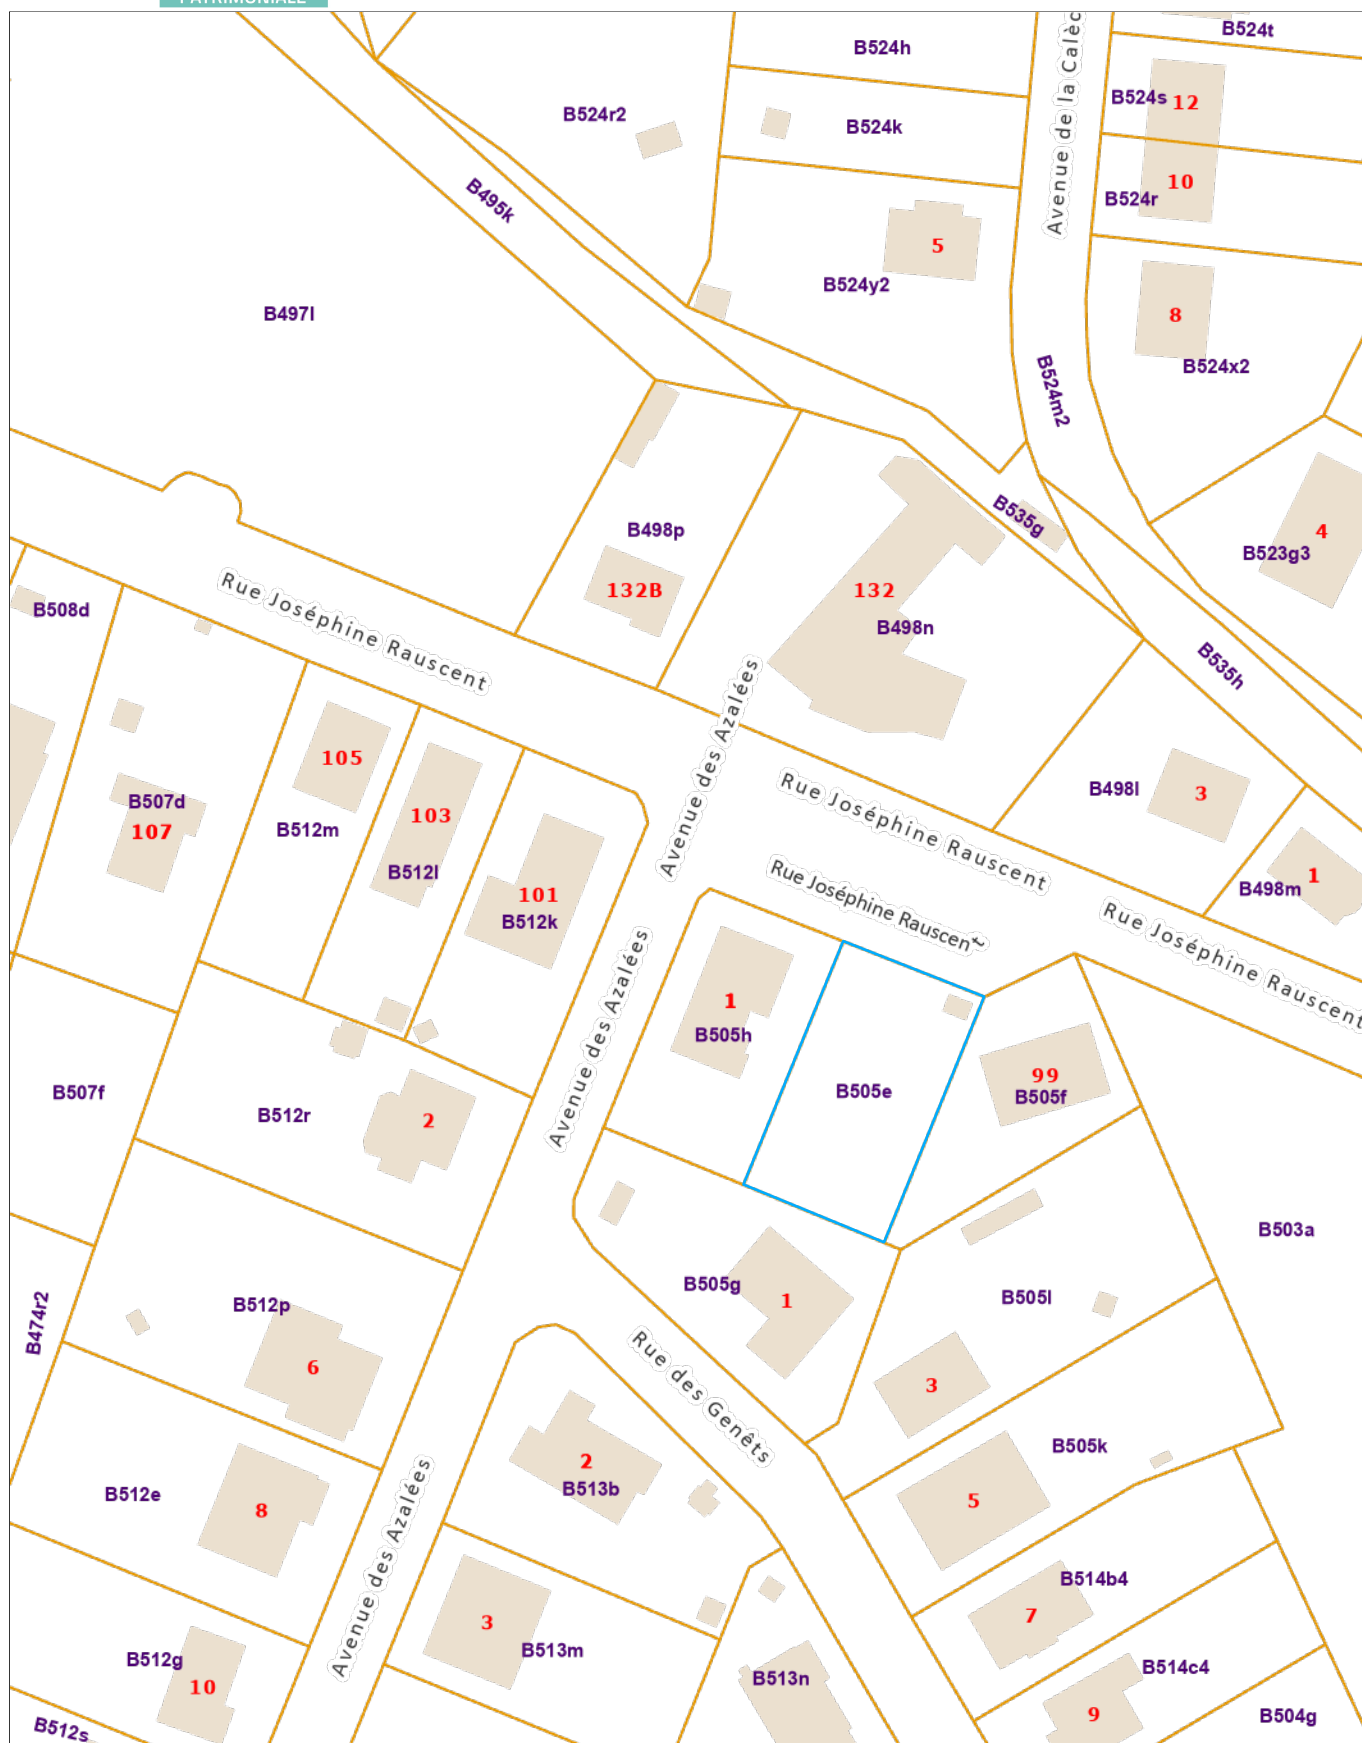 PATRIMONIALE
B524t
B524h
B524s
12
B524r2
B524k
Avenue de la Calèc
10
B495k
B524r
5
B524y2
B497l
8
B524x2
B524m2
B535g
B498p
4
B523g3
Rue Joséphine Rauscent
132B
132
B508d
B498n
B535h
Avenue des Azalées
105
B498l
3
B507d
107
103
B512m
Rue Joséphine Rauscent
B512l
1
B498m
101
B512k
Rue Joséphine Rauscent
Rue Joséphine Rauscent
Avenue des Azalées
1
B505h
99
B505f
B505e
B507f
B512r
2
B503a
B505g
1
B505l
B474r2
B512p
6
Rue des Genêts
3
B505k
2
B513b
B512e
8
5
Avenue des Azalées
B514b4
7
3
B513m
B512g
10
B513n
B514c4
9
B504g
B512s